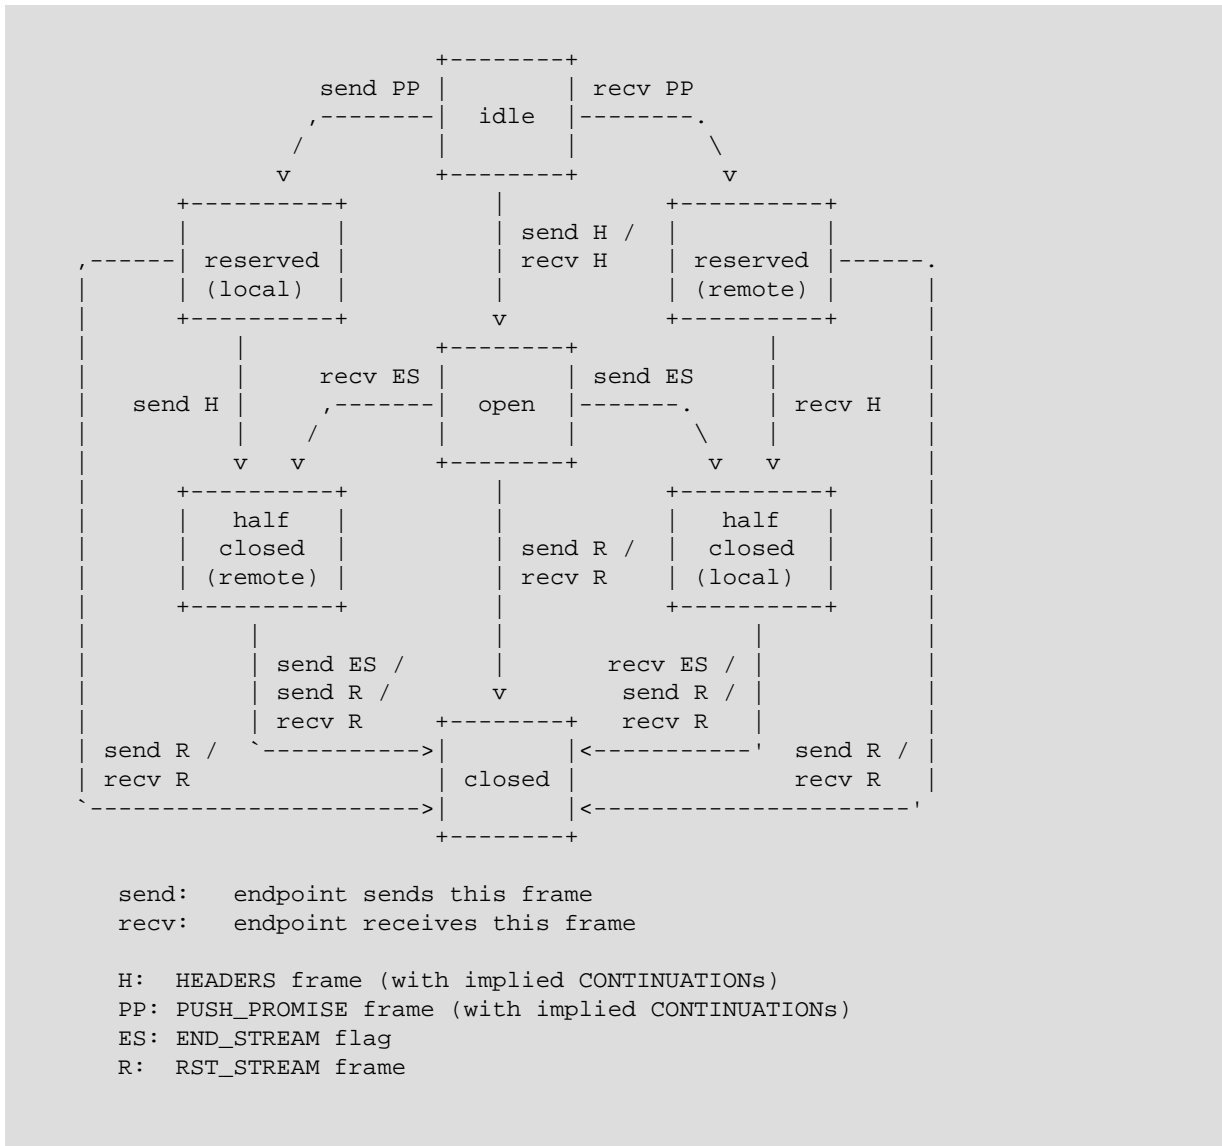 +--------+
                 send PP |        | recv PP
                ,--------|  idle  |--------.
               /         |        |         \
              v          +--------+          v
       +----------+          |           +----------+
       |          |          | send H /  |          |
,------| reserved |          | recv H    | reserved |------.
|      | (local)  |          |           | (remote) |      |
|      +----------+          v           +----------+      |
|          |             +--------+             |          |
|          |     recv ES |        | send ES     |          |
|   send H |     ,-------|  open  |-------.     | recv H   |
|          |    /        |        |        \    |          |
|          v   v         +--------+         v   v          |
|      +----------+          |           +----------+      |
|      |   half   |          |           |   half   |      |
|      |  closed  |          | send R /  |  closed  |      |
|      | (remote) |          | recv R    | (local)  |      |
|      +----------+          |           +----------+      |
|           |                |                 |           |
|           | send ES /      |       recv ES / |           |
|           | send R /       v        send R / |           |
|           | recv R     +--------+   recv R   |           |
| send R /  `----------->|        |<-----------'  send R / |
| recv R                 | closed |               recv R   |
`----------------------->|        |<----------------------'
                         +--------+
send:   endpoint sends this frame
recv:   endpoint receives this frame
H:  HEADERS frame (with implied CONTINUATIONs)
PP: PUSH_PROMISE frame (with implied CONTINUATIONs)
ES: END_STREAM flag
R:  RST_STREAM frame